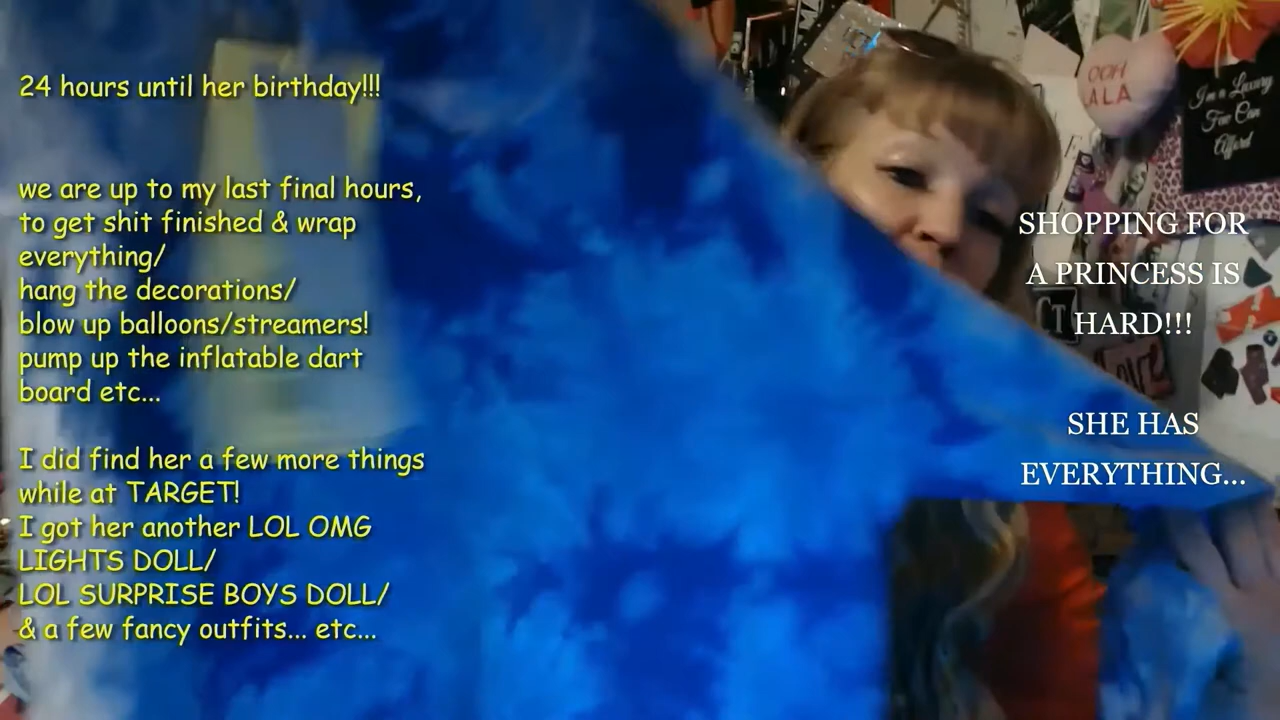 24 hours until her birthday!!!
we are up to my last final hours,
to get shit finished & wrap
everything/
hang the decorations/
blow up balloons/streamers!
pump up the inflatable dart
board etc...
I did find her a few more things
while at TARGET!
I got her another LOL OMG
LIGHTS DOLL/
LOL SURPRISE BOYS DOLL/
& a few fancy outfits... etc...
OOH
LA LA
I'm a Luxury
Few Can
Afford
SHOPPING FOR
A PRINCESS IS
HARD!!!
SHE HAS
EVERYTHING...